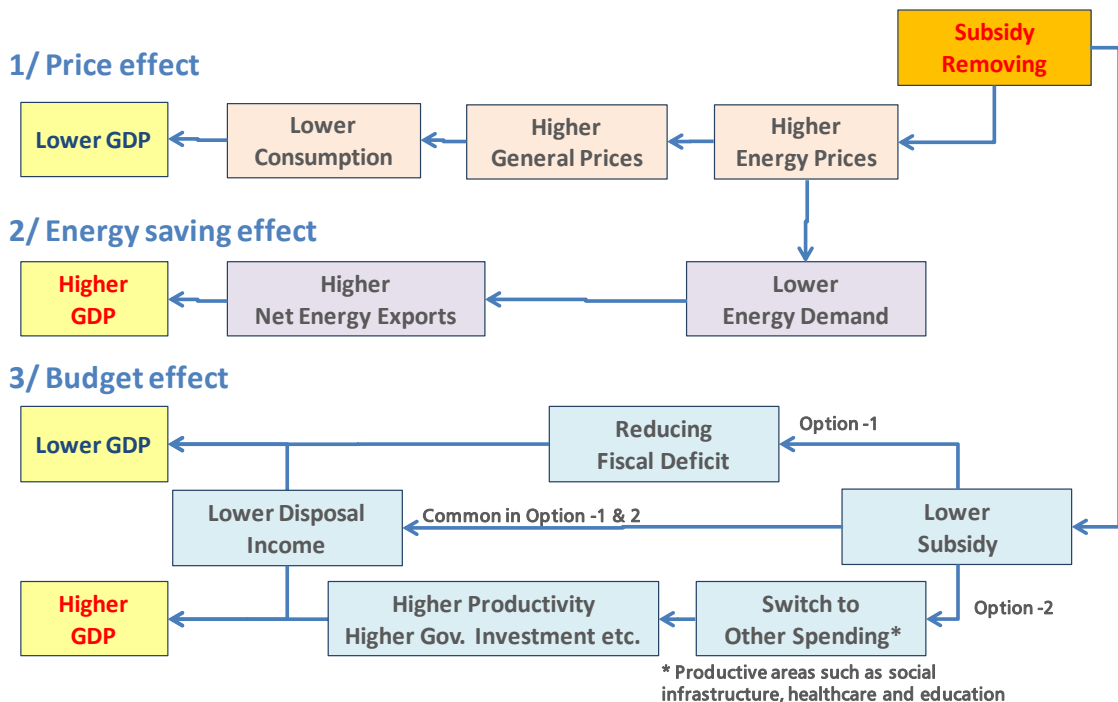 Subsidy
Removing
1/ Price effect
Lower GDP
Lower
Consumption
Higher
General Prices
Higher
Energy Prices
2/ Energy saving effect
Higher
GDP
Higher
Net Energy Exports
Lower
Energy Demand
3/ Budget effect
Lower GDP
Reducing
Fiscal Deficit
Option -1
Lower Disposal
Income
Common in Option -1 & 2
Lower
Subsidy
Higher
GDP
Higher Productivity
Higher Gov. Investment etc.
Switch to
Other Spending*
Option -2
* Productive areas such as social
infrastructure, healthcare and education